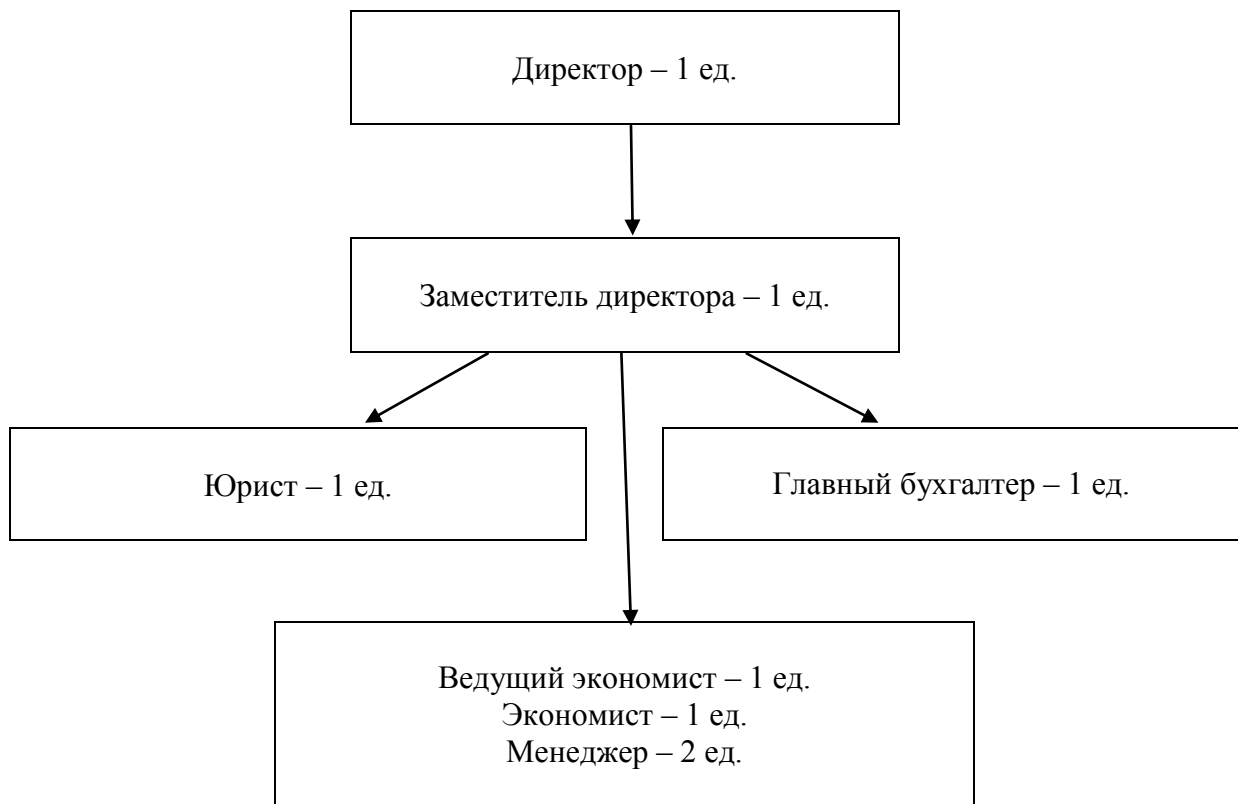 Директор – 1 ед.
Заместитель директора – 1 ед.
Юрист – 1 ед.
Главный бухгалтер – 1 ед.
Ведущий экономист – 1 ед.
Экономист – 1 ед.
Менеджер – 2 ед.